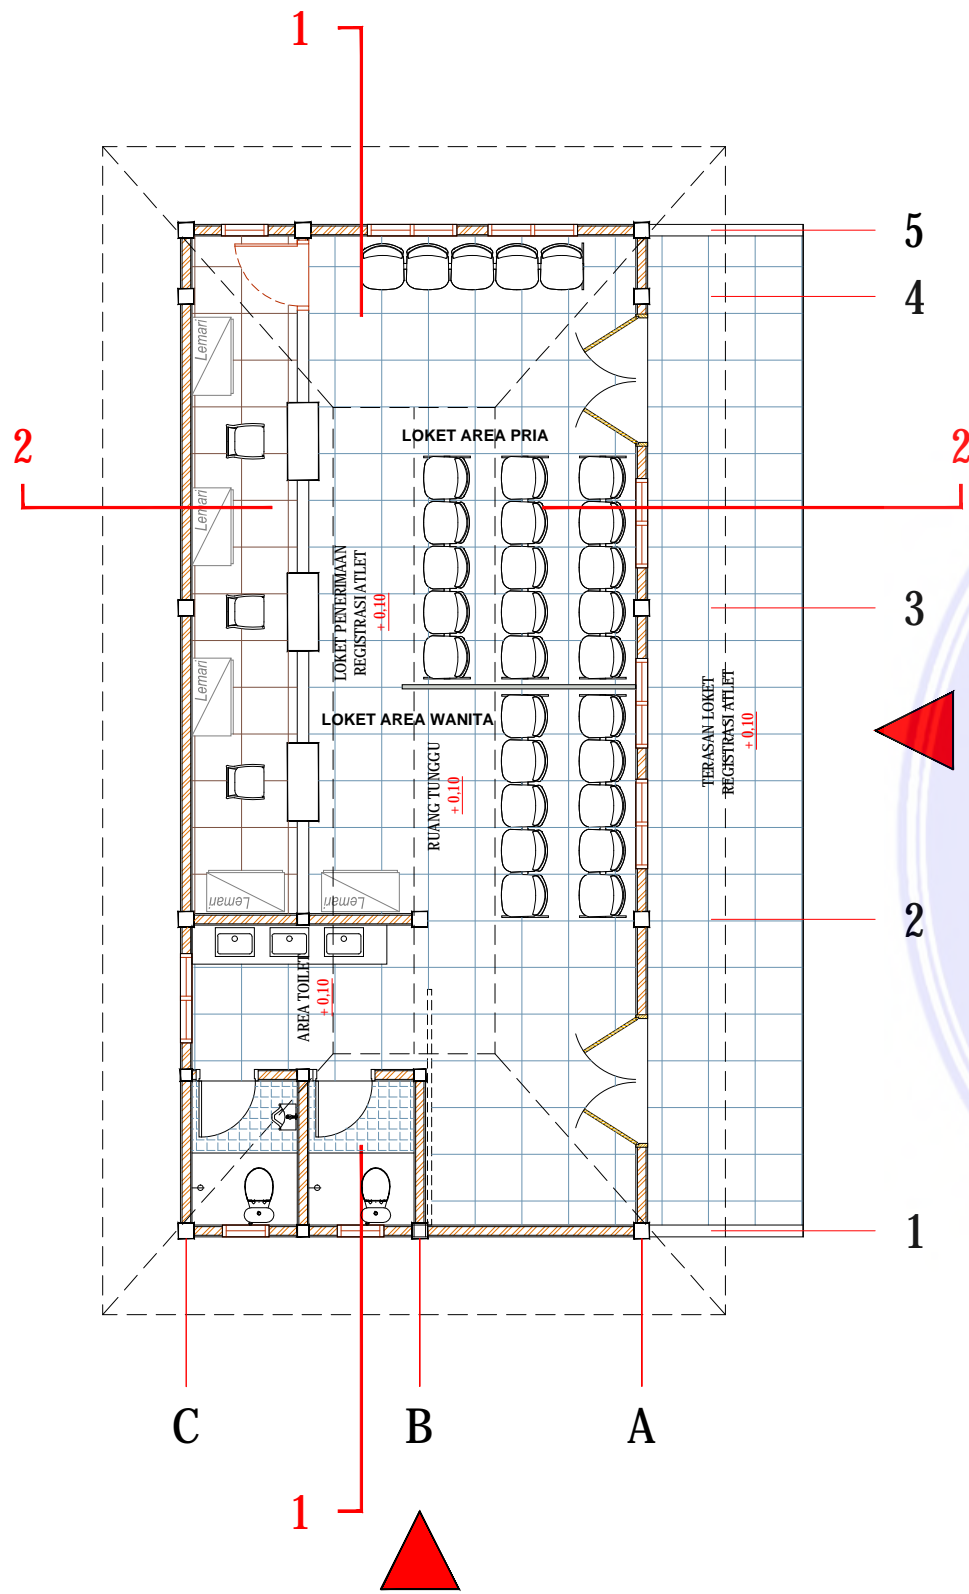 1
5
4
Lemari
LOKET AREA PRIA
2
2
Lemari
LOKET PENERIMAAN
REGISTRASI ATLET
+ 0,10
3
Lemari
LOKET AREA WANITA
TERASAN LOKET
REGISTRASI ATLET
+ 0,10
RUANG TUNGGU
+ 0,10
Lemari
Lemari
2
AREA TOILET
+ 0,10
1
C
B
A
1